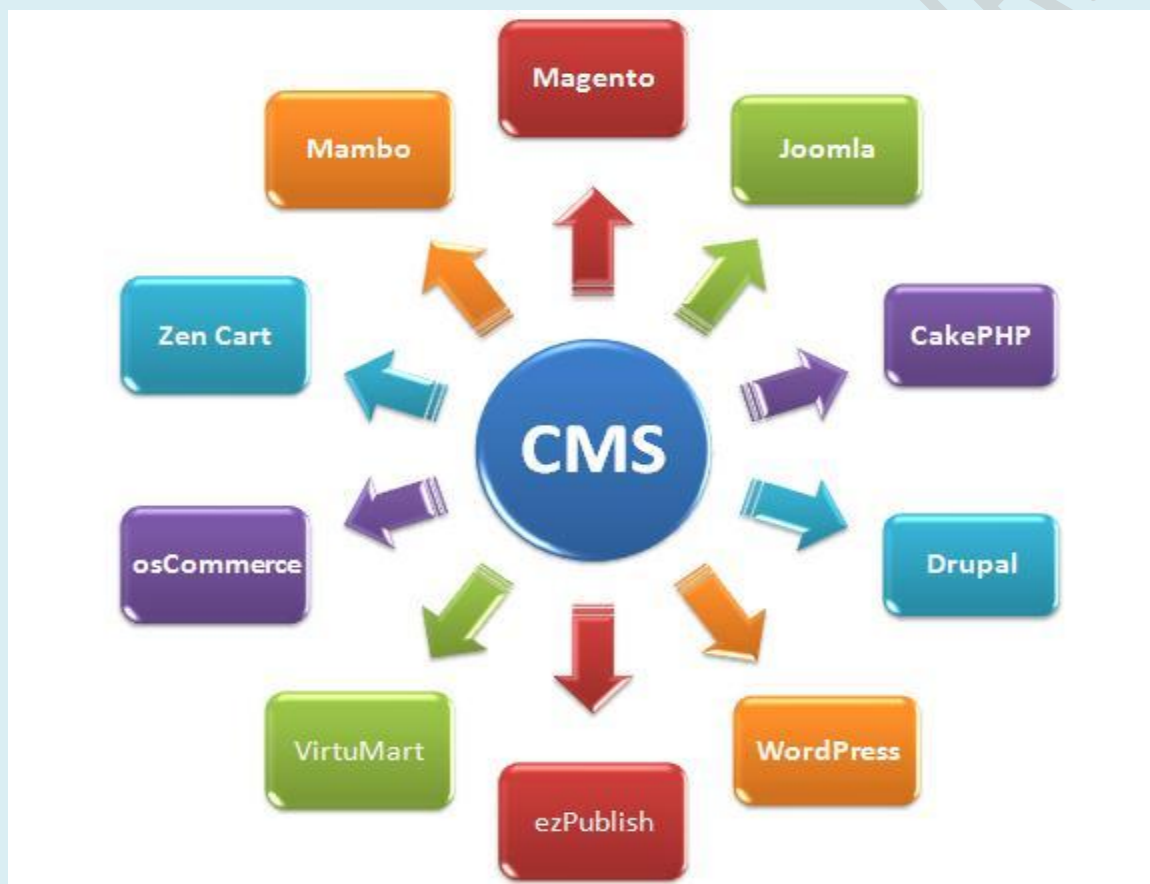 Magento
Mambo
Joomla
Zen Cart
CakePHP
CMS
osCommerce
Drupal
VirtuMart
WordPress
ezPublish